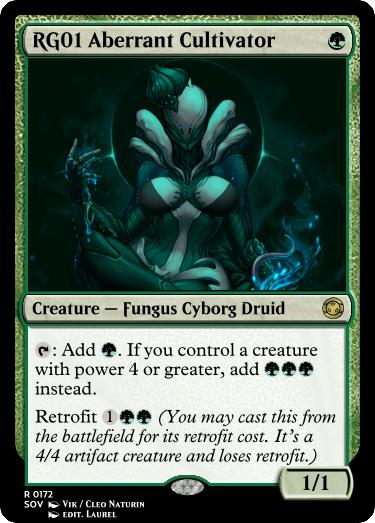 RG01 Aberrant Cultivator
Creature — Fungus Cyborg Druid
: Add . If you control a creature
with power 4 or greater, add
instead.
Retrofit 1 (You may cast this from
the battlefield for its retrofit cost. It's a
4/4 artifact creature and loses retrofit.)
1/1
R 0172
SOV Vik / Cleo Naturin
edit. Laurel